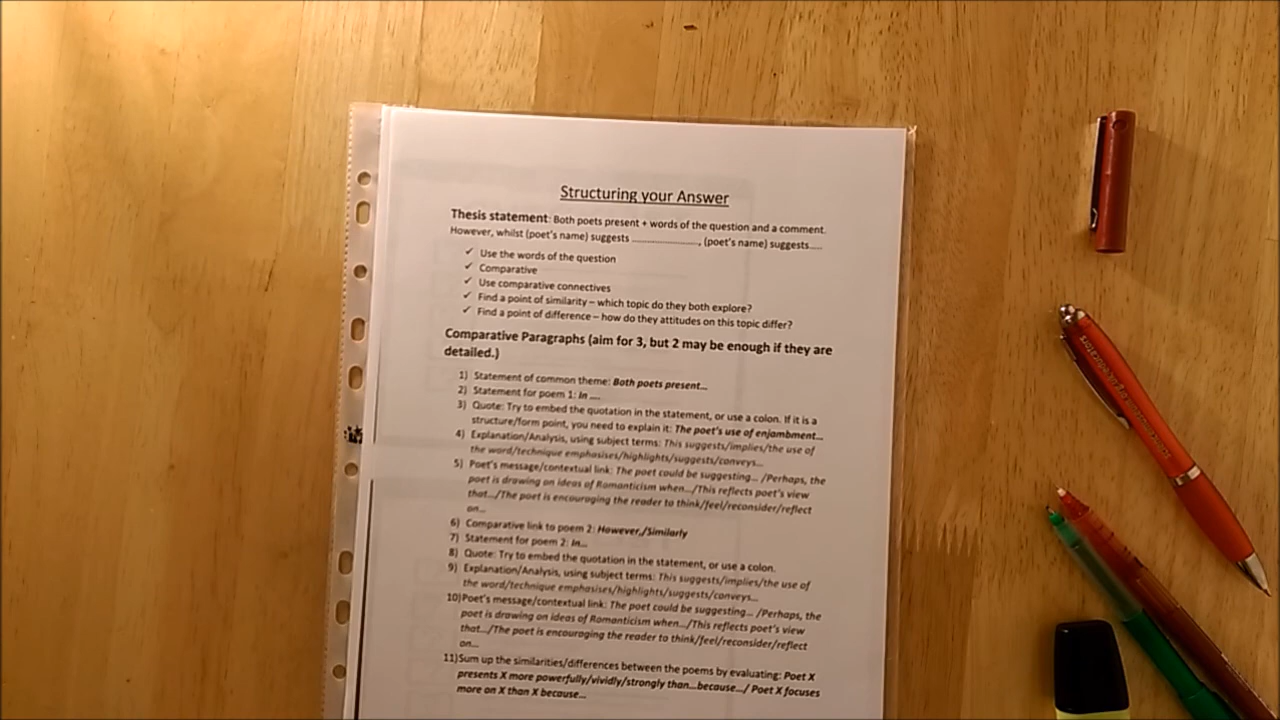 Structuring your Answer
Thesis statement: Both poets present + words of the question and a comment.
However, whilst (poet's name) suggests ......................, (poet's name) suggests.....
✓ Use the words of the question
✓ Comparative
✓ Use comparative connectives
✓ Find a point of similarity – which topic do they both explore?
✓ Find a point of difference – how do they attitudes on this topic differ?
Comparative Paragraphs (aim for 3, but 2 may be enough if they are
detailed.)
1) Statement of common theme: Both poets present...
2) Statement for poem 1: In ....
3) Quote: Try to embed the quotation in the statement, or use a colon. If it is a
structure/form point, you need to explain it: The poet's use of enjambment...
4) Explanation/Analysis, using subject terms: This suggests/implies/the use of
the word/technique emphasises/highlights/suggests/conveys...
5) Poet's message/contextual link: The poet could be suggesting... /Perhaps, the
poet is drawing on ideas of Romanticism when.../This reflects poet's view
that.../The poet is encouraging the reader to think/feel/reconsider/reflect
on...
6) Comparative link to poem 2: However,/Similarly
7) Statement for poem 2: In...
8) Quote: Try to embed the quotation in the statement, or use a colon.
9) Explanation/Analysis, using subject terms: This suggests/implies/the use of
the word/technique emphasises/highlights/suggests/conveys...
10) Poet's message/contextual link: The poet could be suggesting... /Perhaps, the
poet is drawing on ideas of Romanticism when.../This reflects poet's view
that.../The poet is encouraging the reader to think/feel/reconsider/reflect
on...
11) Sum up the similarities/differences between the poems by evaluating: Poet X
presents X more powerfully/vividly/strongly than...because.../ Poet X focuses
more on X than X because...